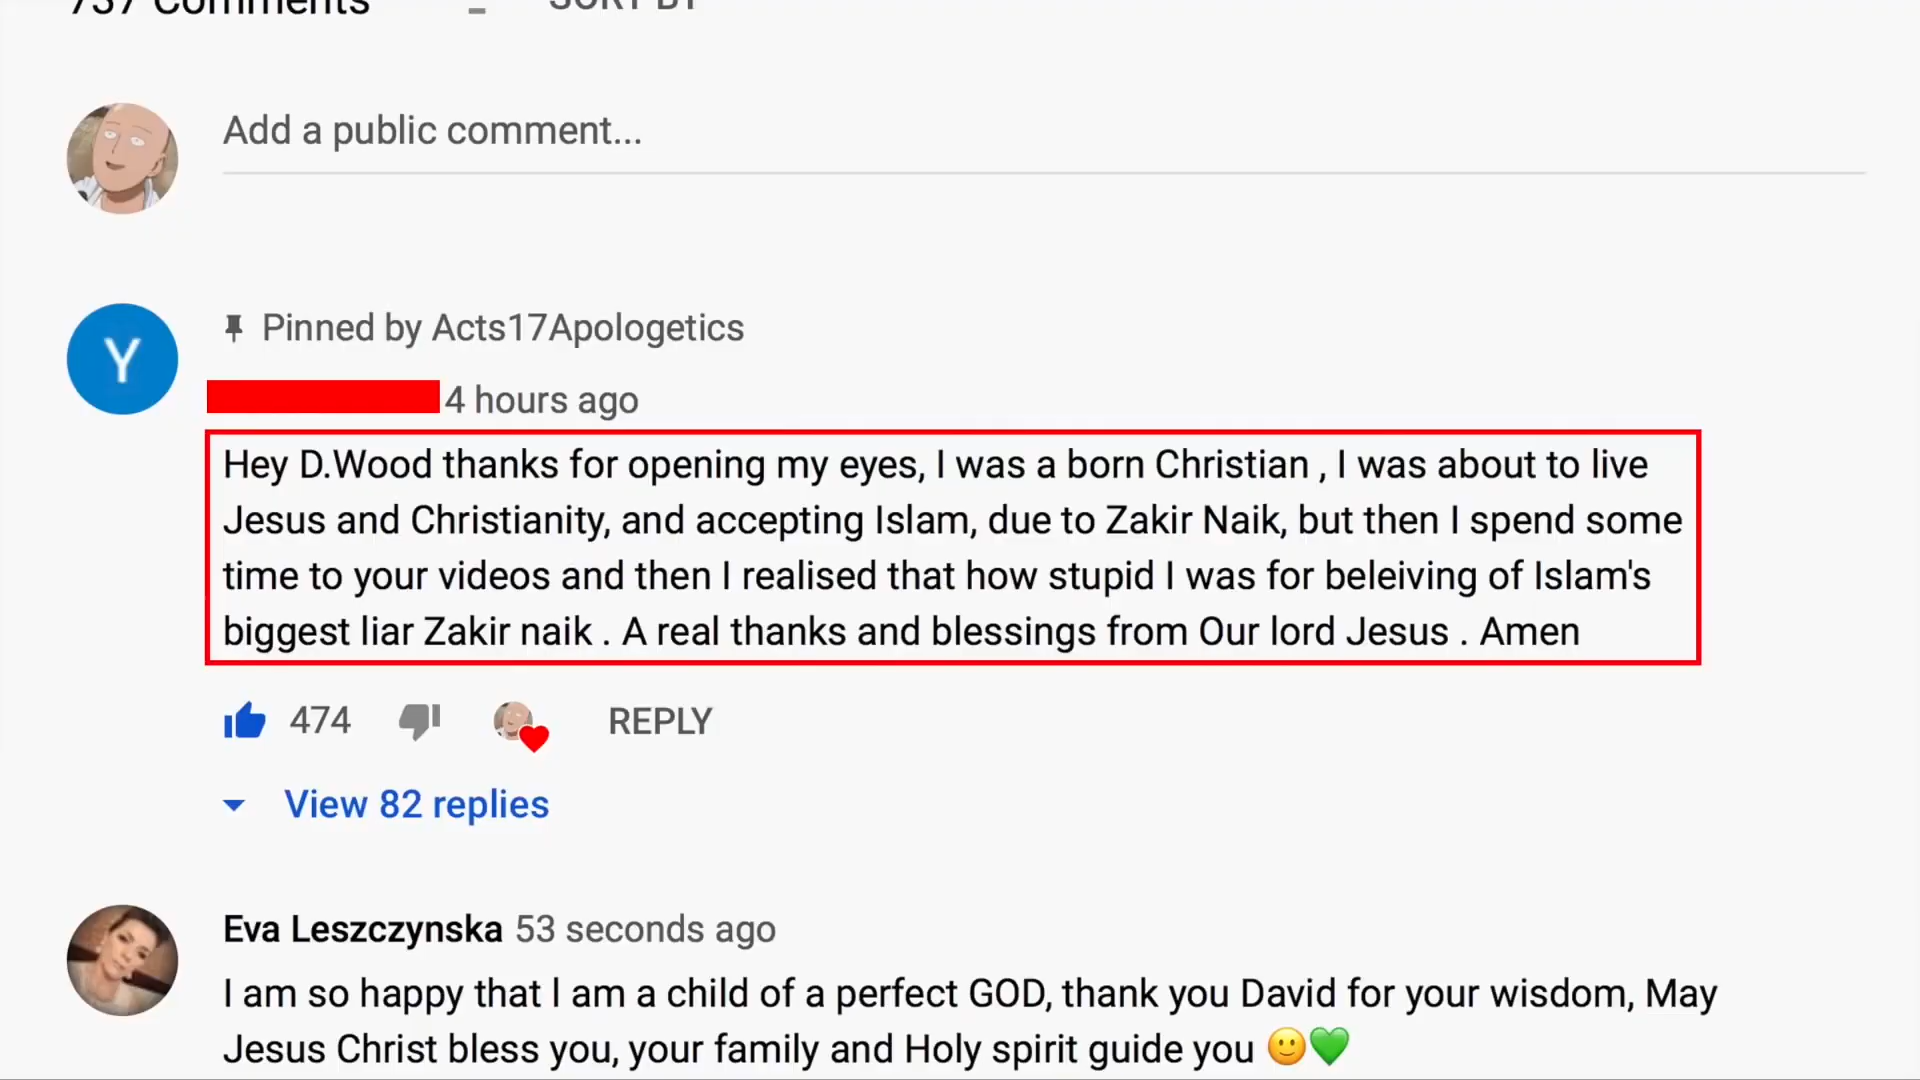 737 Comments SORT BY
Add a public comment...
Y
Pinned by Acts17Apologetics
4 hours ago
Hey D.Wood thanks for opening my eyes, I was a born Christian , I was about to live
Jesus and Christianity, and accepting Islam, due to Zakir Naik, but then I spend some
time to your videos and then I realised that how stupid I was for beleiving of Islam's
biggest liar Zakir naik . A real thanks and blessings from Our lord Jesus . Amen
474 REPLY
View 82 replies
Eva Leszczynska 53 seconds ago
I am so happy that I am a child of a perfect GOD, thank you David for your wisdom, May
Jesus Christ bless you, your family and Holy spirit guide you 🙂💚